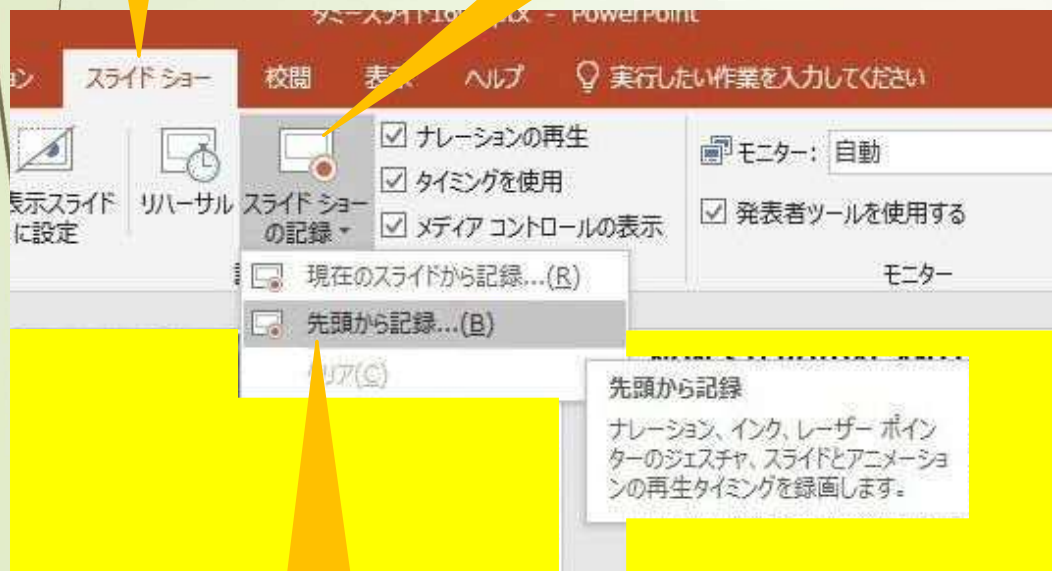 PowerPoint
スライド ショー 校閲 ヘルプ 実行したい作業を入力してください
ナレーションの再生
タイミングを使用
メディア コントロールの表示
表示スライド
に設定
リハーサル
スライド ショー
の記録
モニター: 自動
発表者ツールを使用する
モニター
現在のスライドから記録...(R)
先頭から記録...(B)
(C)
先頭から記録
ナレーション、インク、レーザー ポイン
ターのジェスチャ、スライドとアニメーショ
ンの再生タイミングを録画します。